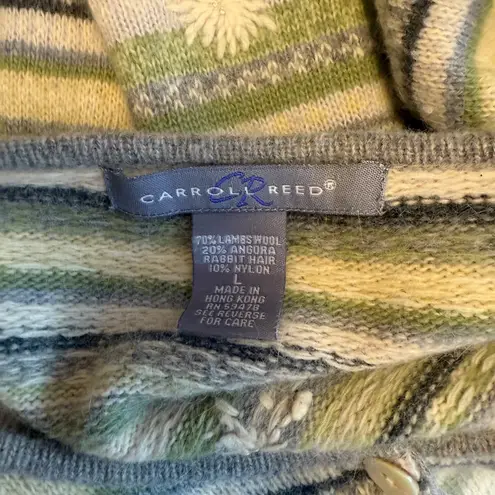 CARROLL CR REED®
70% LAMBSWOOL
20% ANGORA
RABBIT HAIR
10% NYLON
L
MADE IN
HONG KONG
RN 53478
SEE REVERSE
FOR CARE